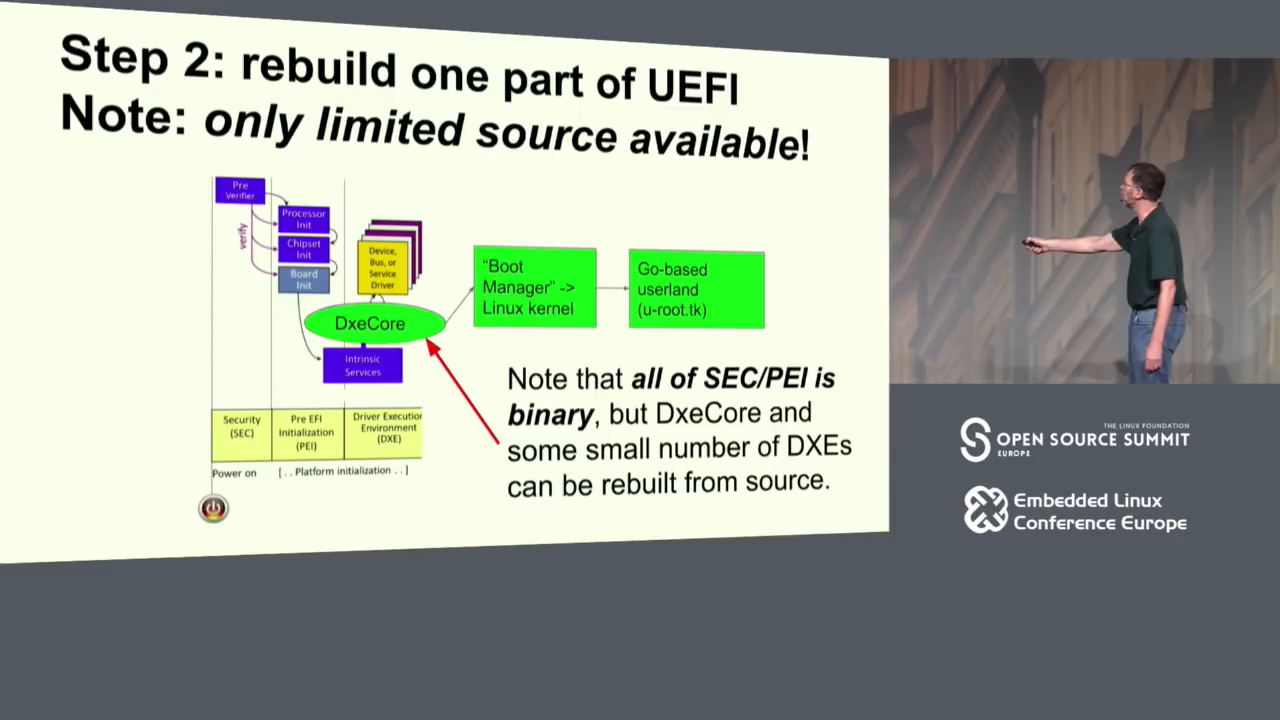 Step 2: rebuild one part of UEFI
Note: only limited source available!
Pre
Verifier
verify
Processor
Init
Chipset
Init
Board
Init
Device,
Bus, or
Service
Driver
DxeCore
Intrinsic
Services
"Boot
Manager" ->
Linux kernel
Go-based
userland
(u-root.tk)
Note that all of SEC/PEI is
binary, but DxeCore and
some small number of DXEs
can be rebuilt from source.
Security
(SEC)
Pre EFI
Initialization
(PEI)
Driver Execution
Environment
(DXE)
Power on
[ . . Platform initialization . . ]
THE LINUX FOUNDATION
OPEN SOURCE SUMMIT
EUROPE
Embedded Linux
Conference Europe